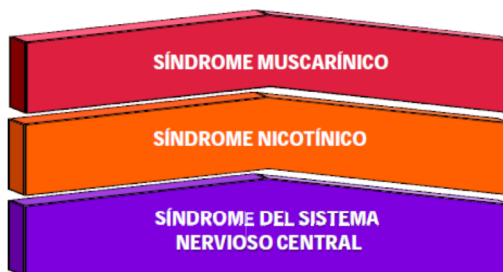 SÍNDROME MUSCARÍNICO
SÍNDROME NICOTÍNICO
SÍNDROME DEL SISTEMA
NERVIOSO CENTRAL